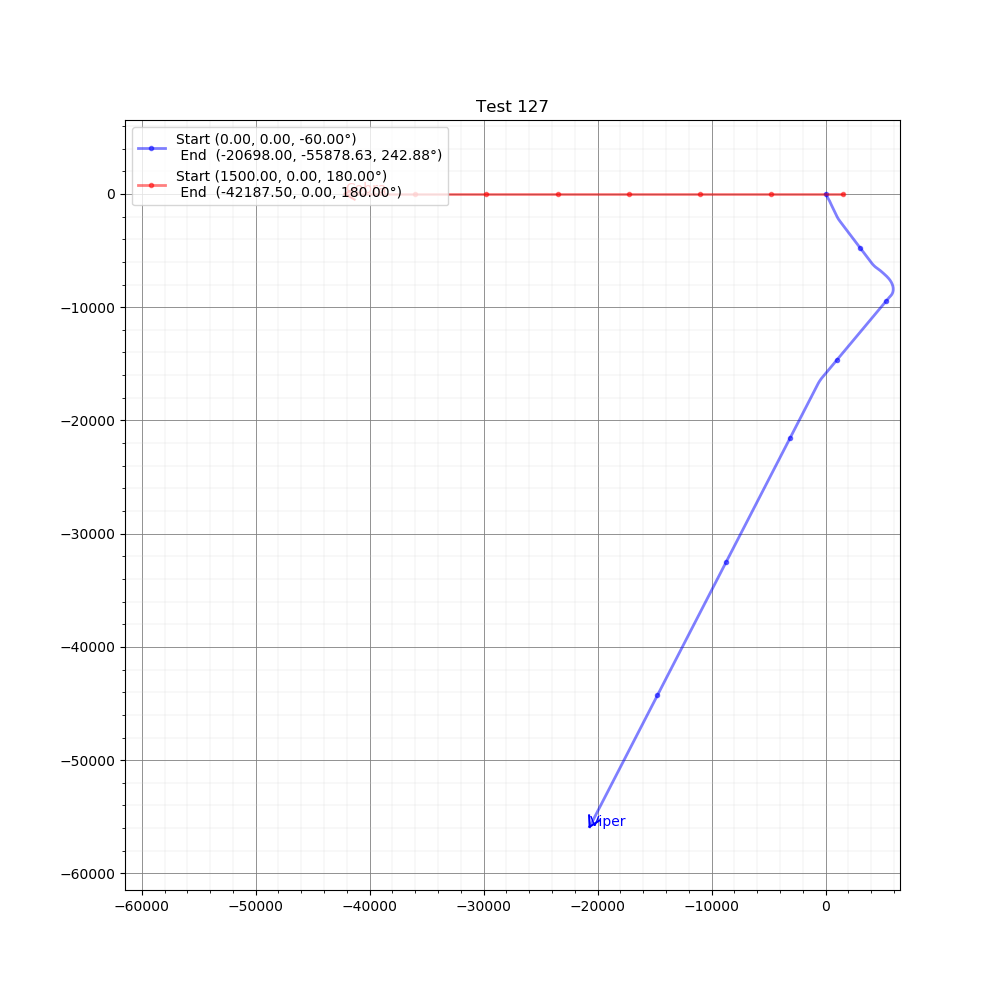 Test 127
Start (0.00, 0.00, -60.00°)
End  (-20698.00, -55878.63, 242.88°)
Start (1500.00, 0.00, 180.00°)
End  (-42187.50, 0.00, 180.00°)
0
−10000
−20000
−30000
−40000
−50000
Viper
−60000
−60000 −50000 −40000 −30000 −20000 −10000 0